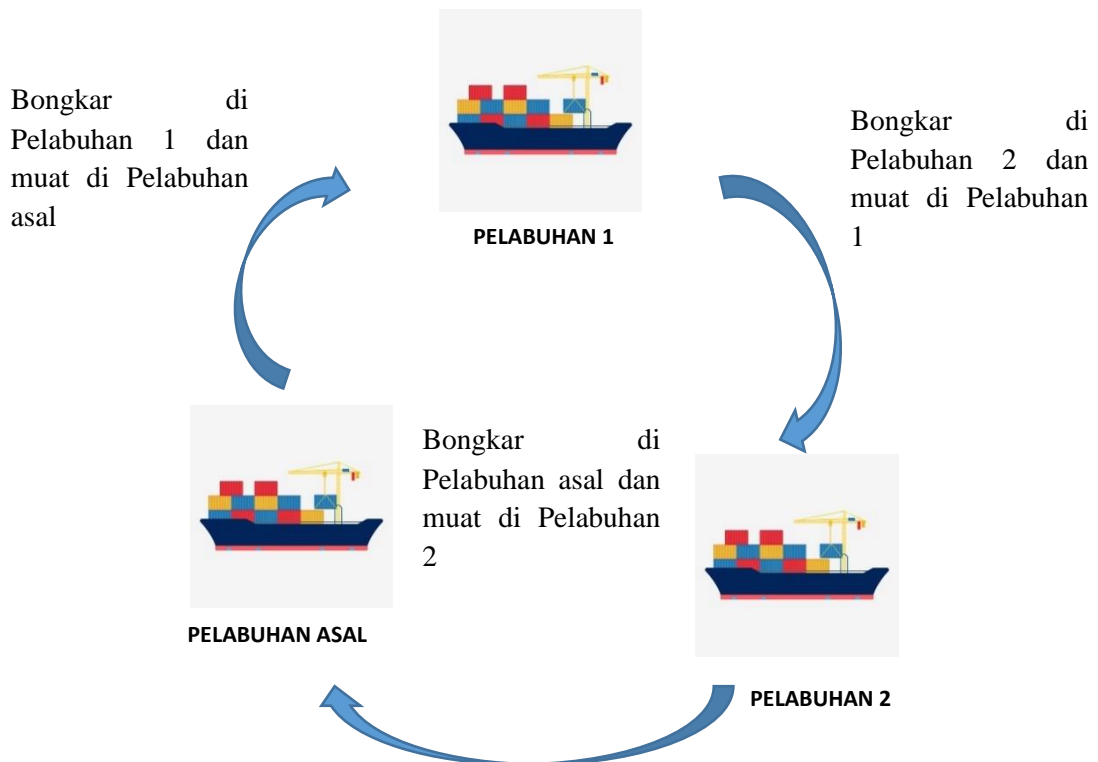 Bongkar di
Pelabuhan 1 dan
muat di Pelabuhan
asal
PELABUHAN 1
Bongkar di
Pelabuhan 2 dan
muat di Pelabuhan
1
Bongkar di
Pelabuhan asal dan
muat di Pelabuhan
2
PELABUHAN ASAL
PELABUHAN 2